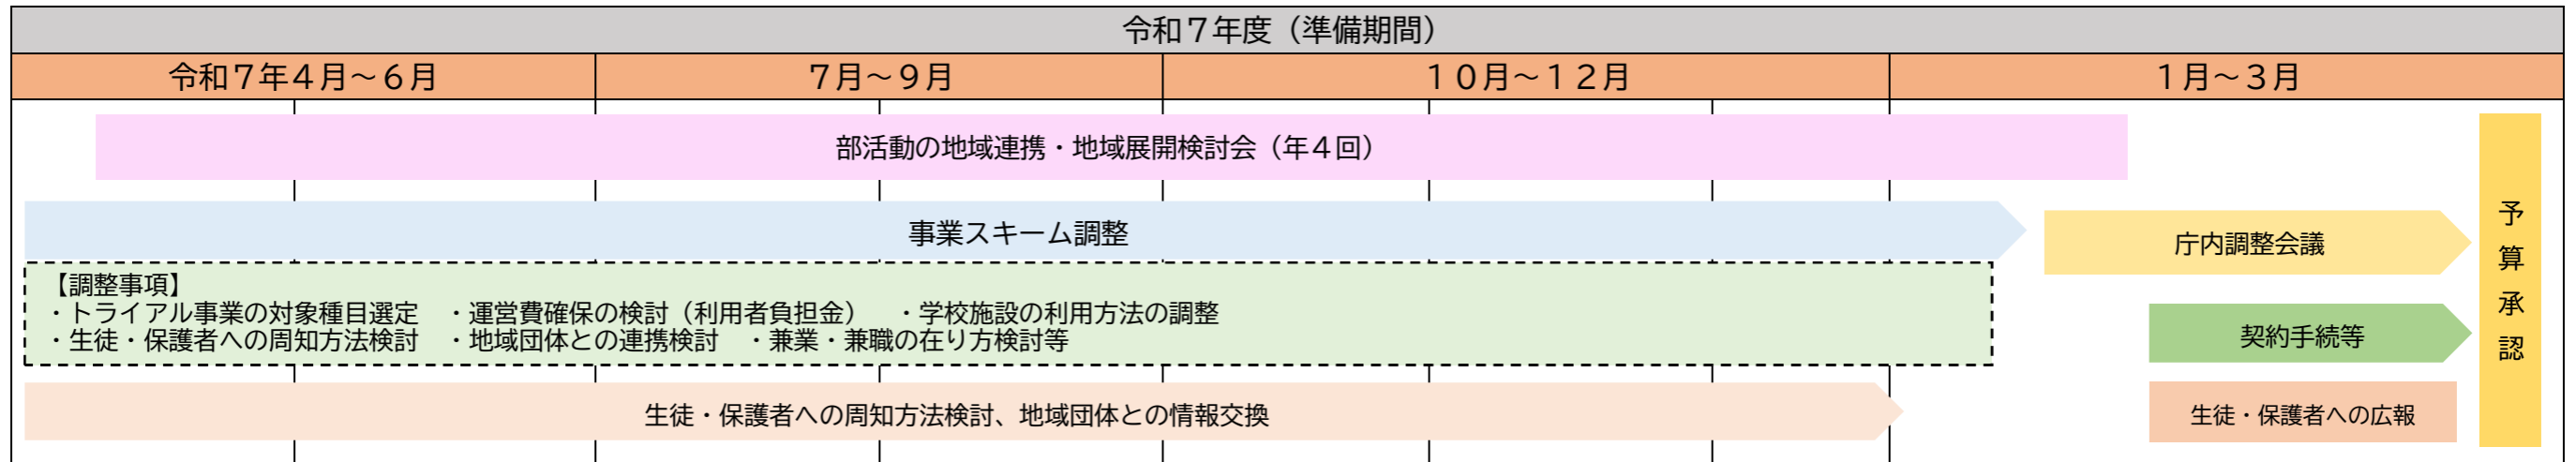 令和７年度（準備期間）
令和７年４月～６月
７月～９月
１０月～１２月
１月～３月
部活動の地域連携・地域展開検討会（年４回）
事業スキーム調整
庁内調整会議
予算承認
【調整事項】
・トライアル事業の対象種目選定　・運営費確保の検討（利用者負担金）　・学校施設の利用方法の調整
・生徒・保護者への周知方法検討　・地域団体との連携検討　・兼業・兼職の在り方検討等
契約手続等
生徒・保護者への周知方法検討、地域団体との情報交換
生徒・保護者への広報